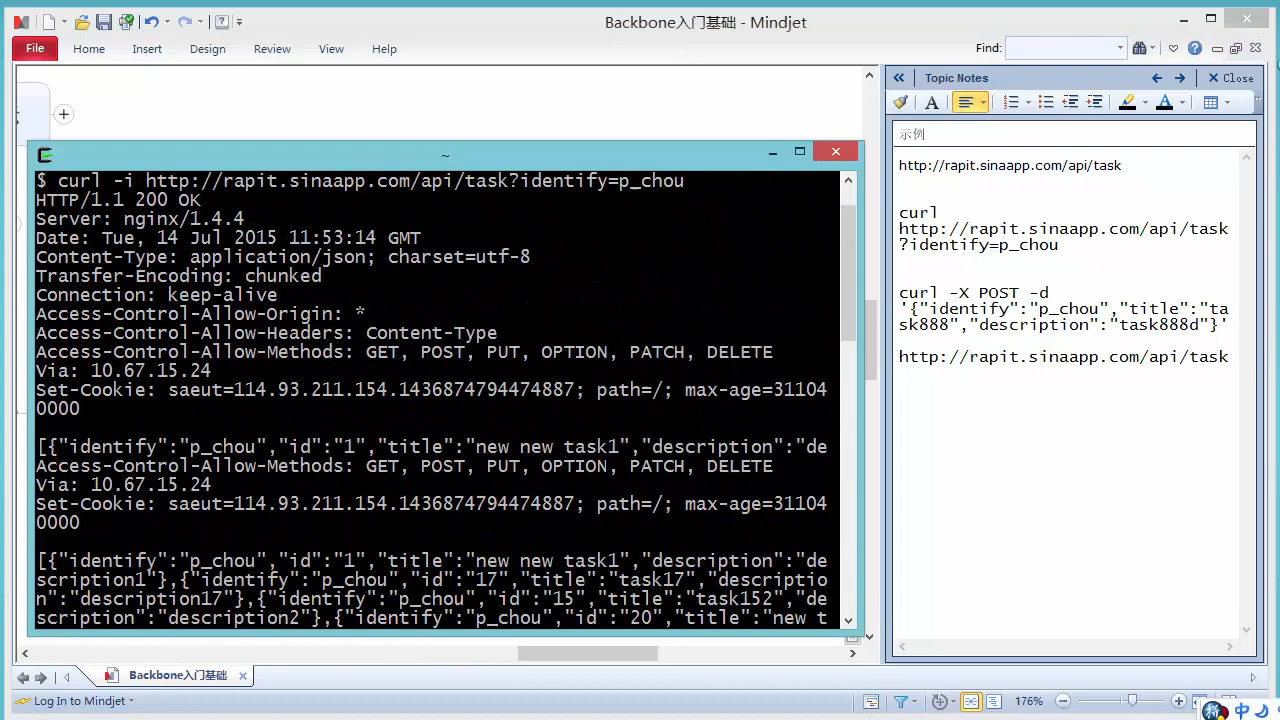 Backbone入门基础 - Mindjet
File Home Insert Design Review View Help Find:
Topic Notes Close
示例
http://rapit.sinaapp.com/api/task
curl
http://rapit.sinaapp.com/api/task
?identify=p_chou
curl -X POST -d
'{"identify":"p_chou","title":"ta
sk888","description":"task888d"}'
http://rapit.sinaapp.com/api/task
~
$ curl -i http://rapit.sinaapp.com/api/task?identify=p_chou
HTTP/1.1 200 OK
Server: nginx/1.4.4
Date: Tue, 14 Jul 2015 11:53:14 GMT
Content-Type: application/json; charset=utf-8
Transfer-Encoding: chunked
Connection: keep-alive
Access-Control-Allow-Origin: *
Access-Control-Allow-Headers: Content-Type
Access-Control-Allow-Methods: GET, POST, PUT, OPTION, PATCH, DELETE
Via: 10.67.15.24
Set-Cookie: saeut=114.93.211.154.1436874794474887; path=/; max-age=31104
0000
[{"identify":"p_chou","id":"1","title":"new new task1","description":"de
Access-Control-Allow-Methods: GET, POST, PUT, OPTION, PATCH, DELETE
Via: 10.67.15.24
Set-Cookie: saeut=114.93.211.154.1436874794474887; path=/; max-age=31104
0000
[{"identify":"p_chou","id":"1","title":"new new task1","description":"de
scription1"},{"identify":"p_chou","id":"17","title":"task17","descriptio
n":"description17"},{"identify":"p_chou","id":"15","title":"task152","de
scription":"description2"},{"identify":"p_chou","id":"20","title":"new t
Backbone入门基础
Log In to Mindjet 176%
拼 中